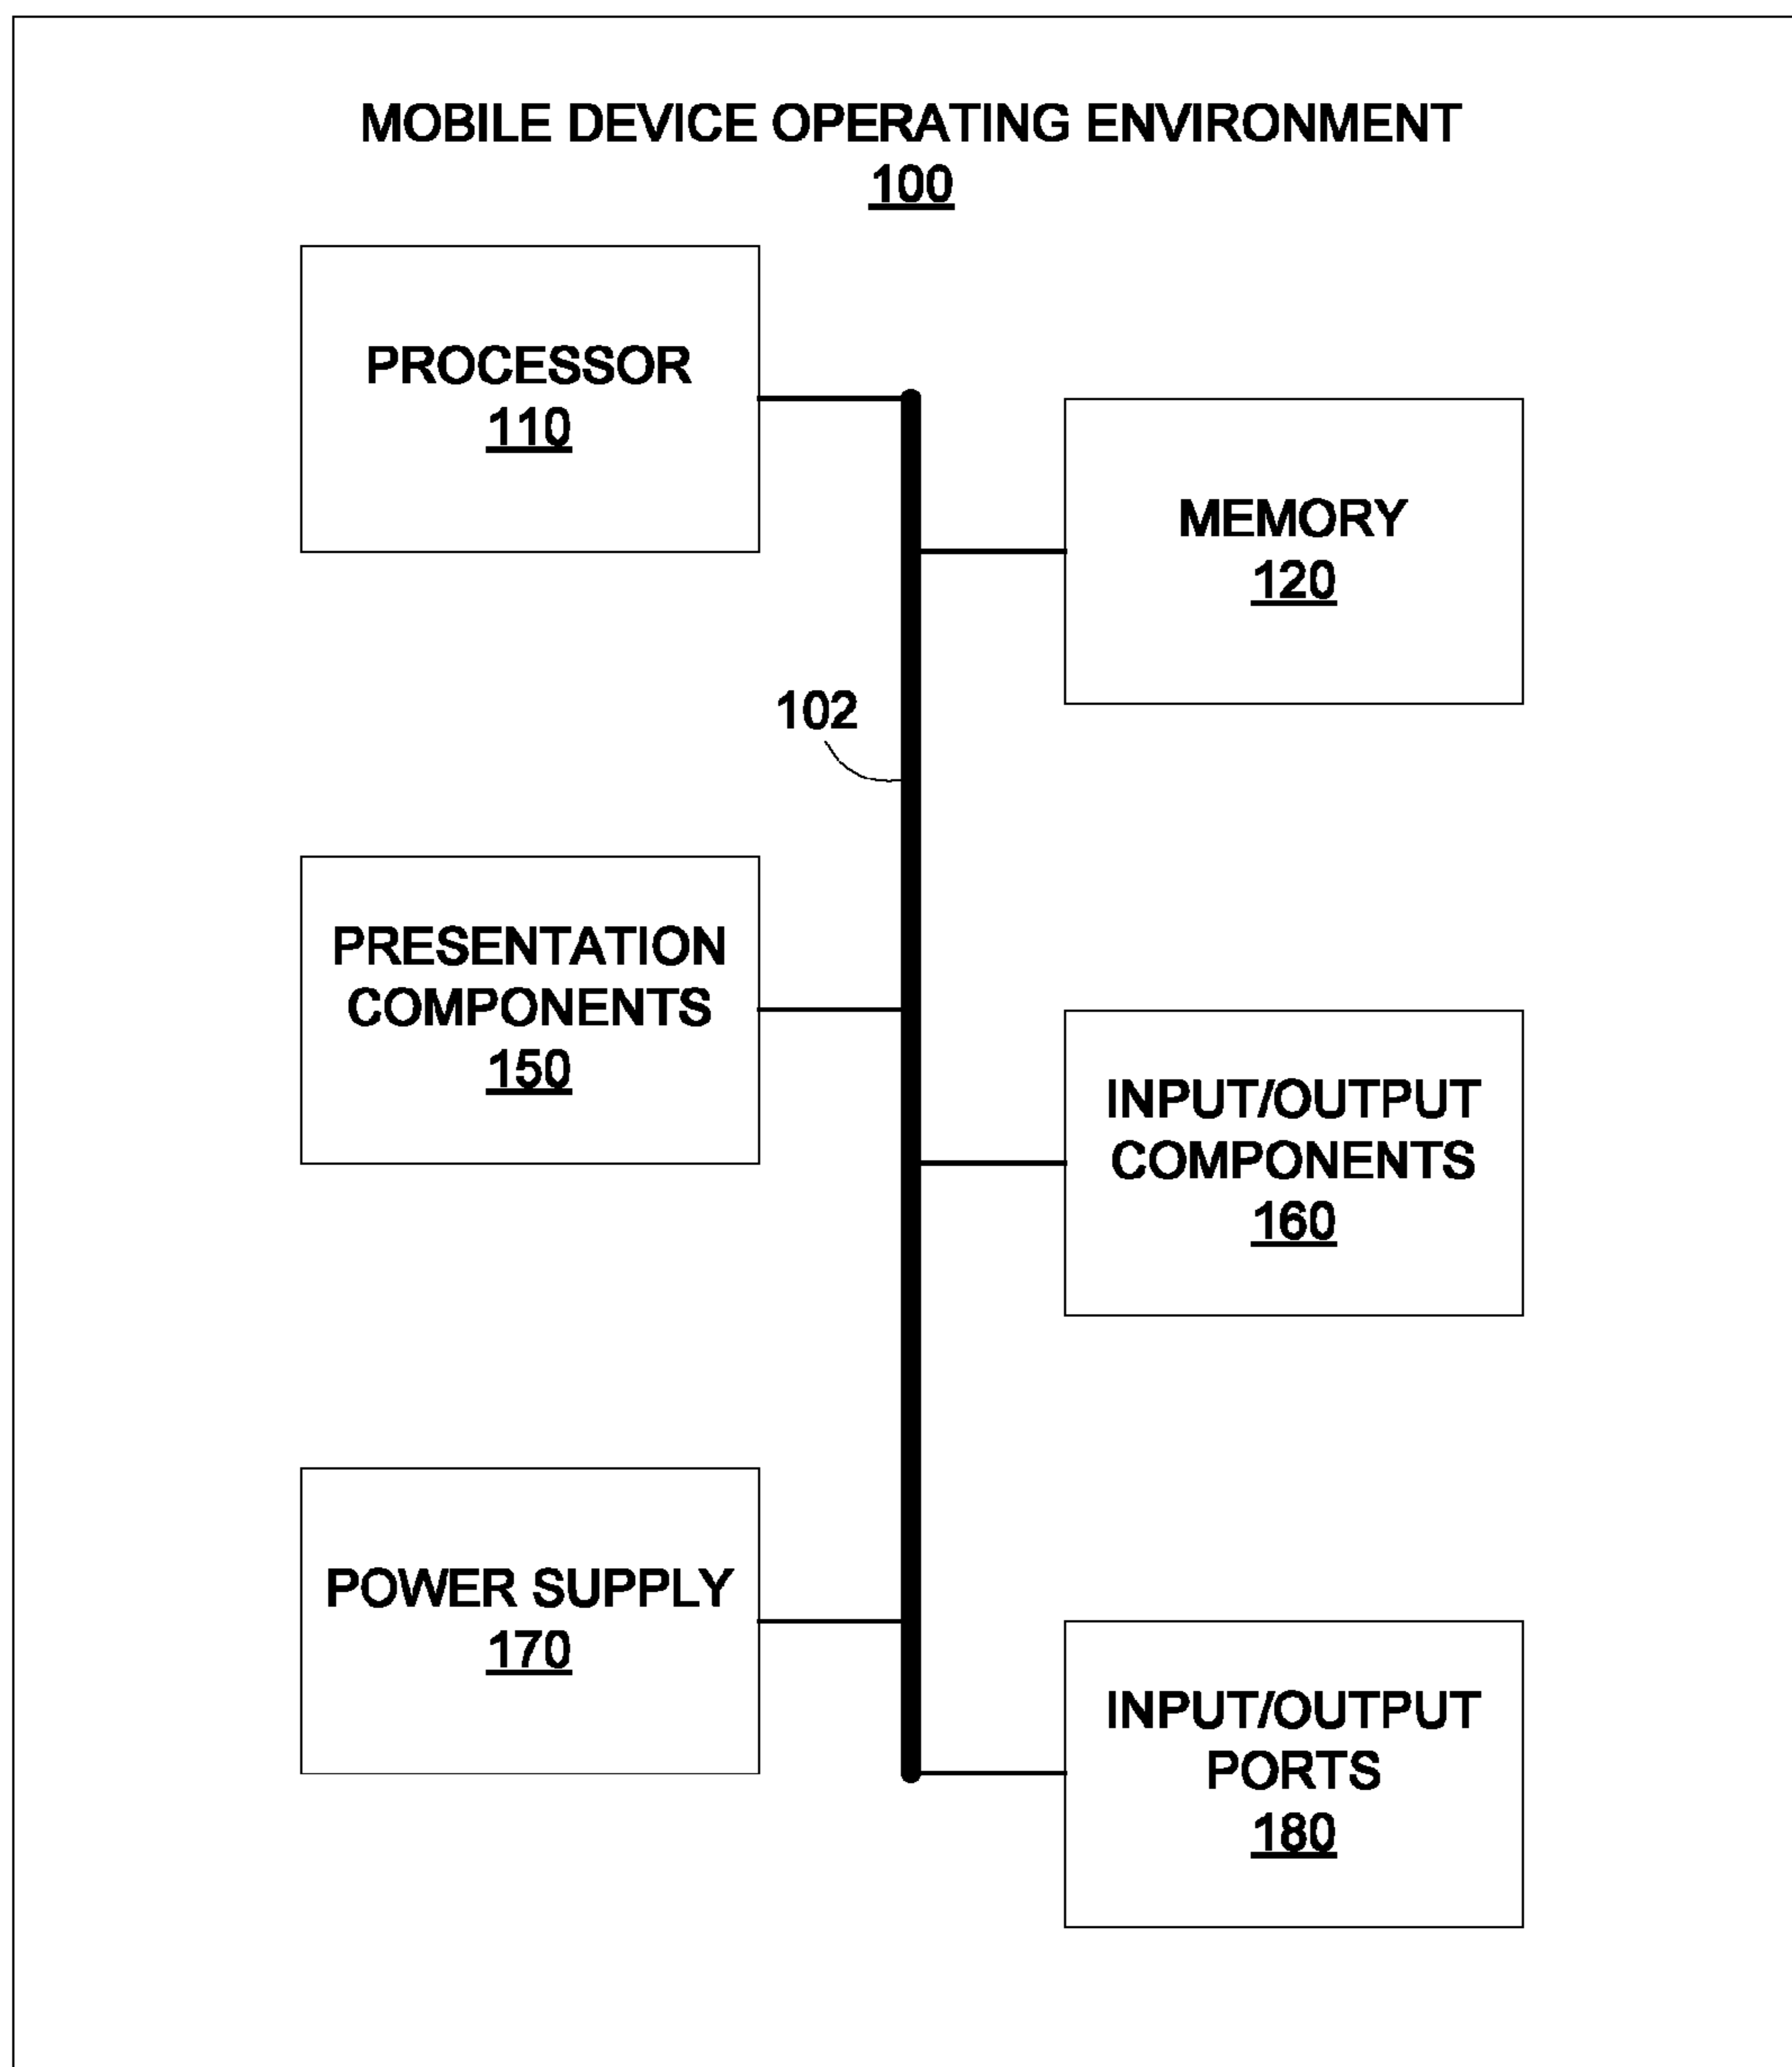 MOBILE DEVICE OPERATING ENVIRONMENT
100
PROCESSOR
110
MEMORY
120
102
PRESENTATION
COMPONENTS
150
INPUT/OUTPUT
COMPONENTS
160
POWER SUPPLY
170
INPUT/OUTPUT
PORTS
180